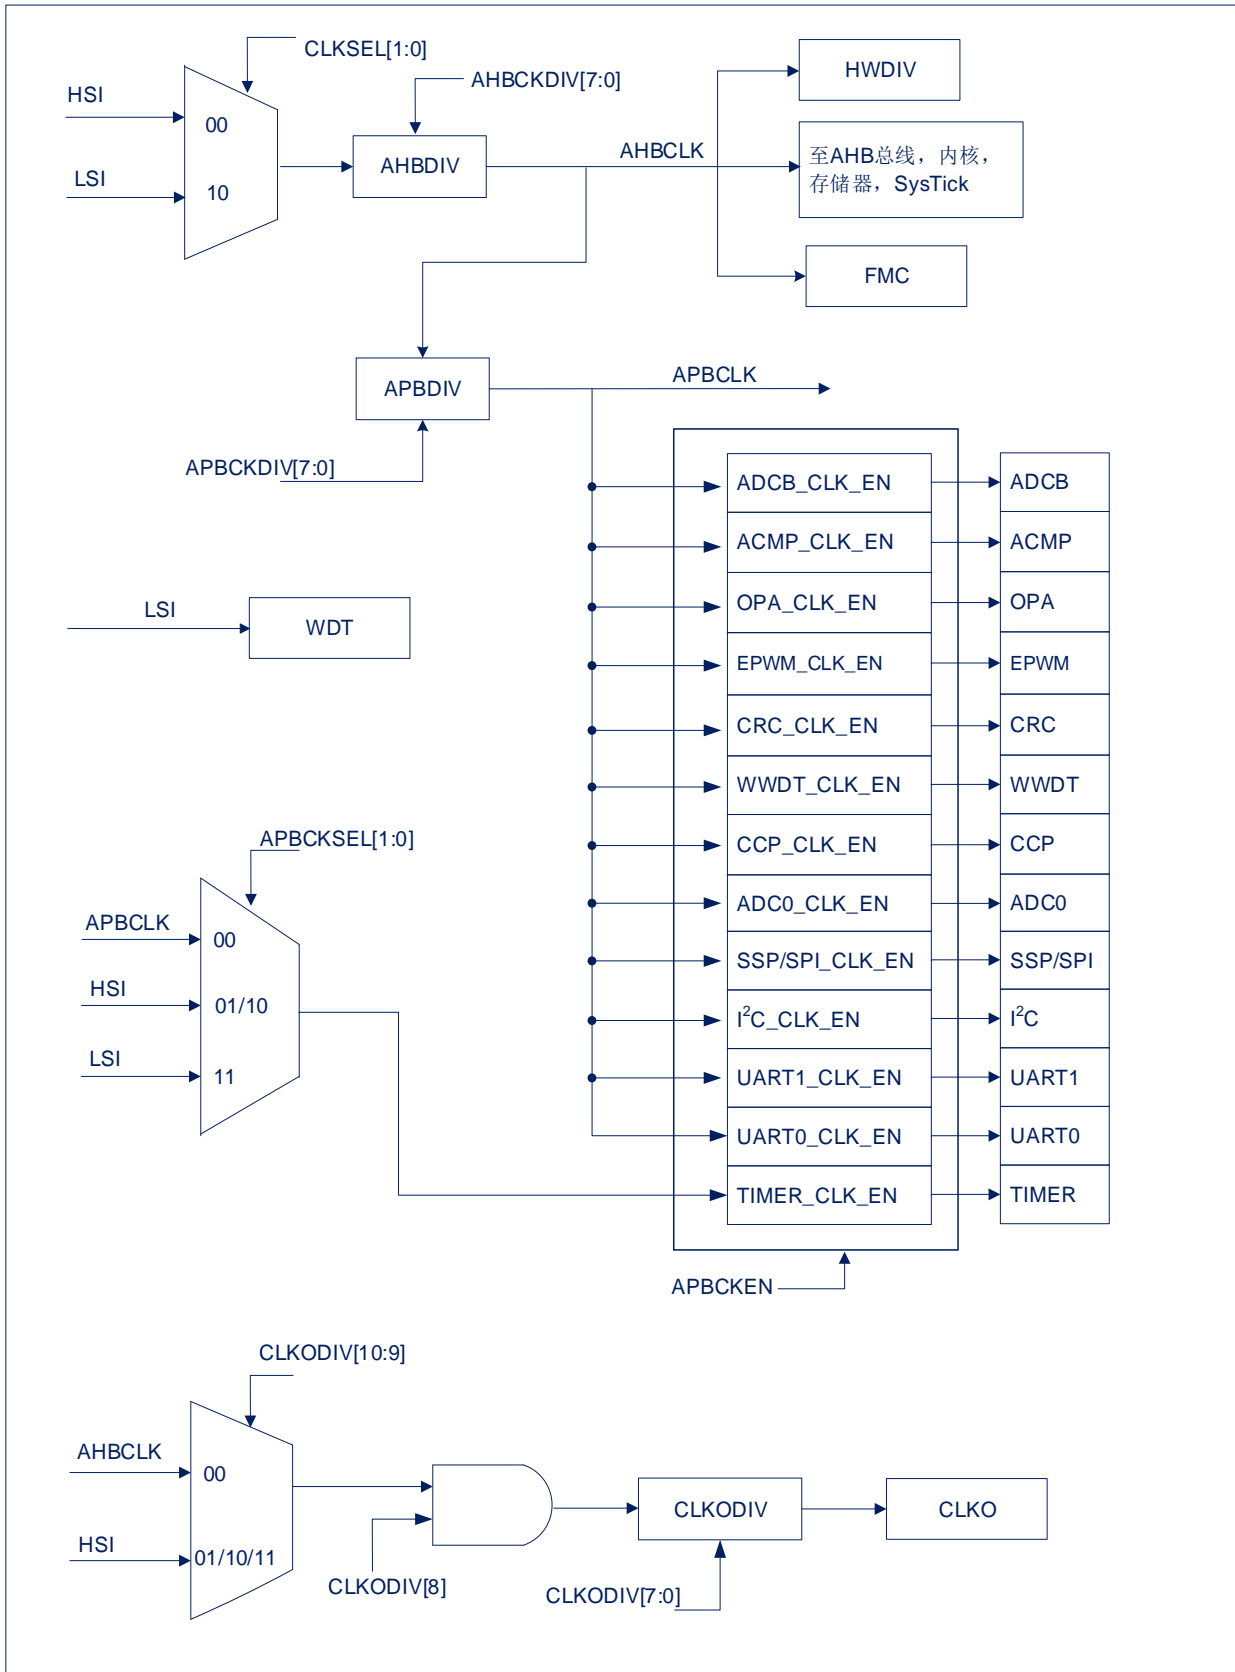 CLKSEL[1:0]
HSI
00
LSI
10
AHBCKDIV[7:0]
AHBDIV
AHBCLK
HWDIV
至AHB总线，内核，
存储器，SysTick
FMC
APBDIV
APBCLK
APBCKDIV[7:0]
ADCB_CLK_EN
ADCB
ACMP_CLK_EN
ACMP
OPA_CLK_EN
OPA
EPWM_CLK_EN
EPWM
CRC_CLK_EN
CRC
WWDT_CLK_EN
WWDT
CCP_CLK_EN
CCP
ADC0_CLK_EN
ADC0
SSP/SPI_CLK_EN
SSP/SPI
I²C_CLK_EN
I²C
UART1_CLK_EN
UART1
UART0_CLK_EN
UART0
TIMER_CLK_EN
TIMER
APBCKEN
LSI
WDT
APBCKSEL[1:0]
APBCLK
00
HSI
01/10
LSI
11
CLKODIV[10:9]
AHBCLK
00
HSI
01/10/11
CLKODIV[8]
CLKODIV
CLKODIV[7:0]
CLKO